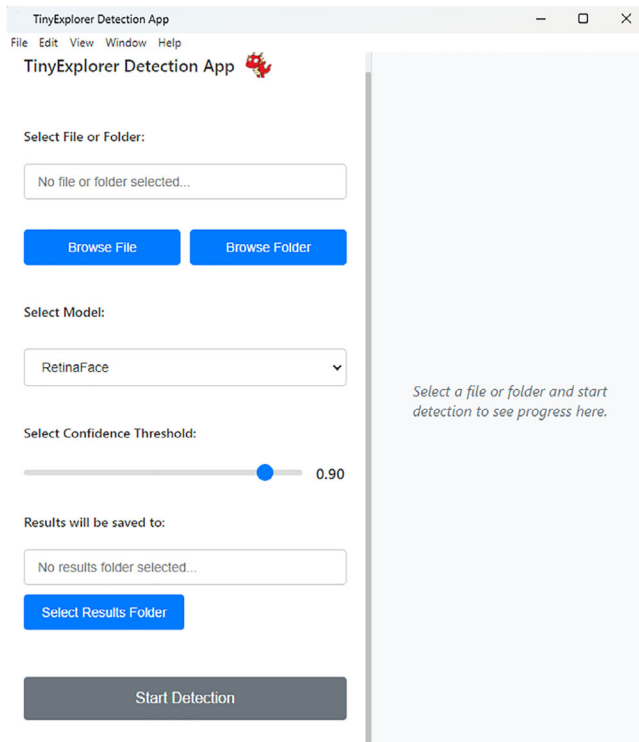 TinyExplorer Detection App
File Edit View Window Help
TinyExplorer Detection App
Select File or Folder:
No file or folder selected...
Browse File Browse Folder
Select Model:
RetinaFace
Select a file or folder and start
detection to see progress here.
Select Confidence Threshold:
0.90
Results will be saved to:
No results folder selected...
Select Results Folder
Start Detection